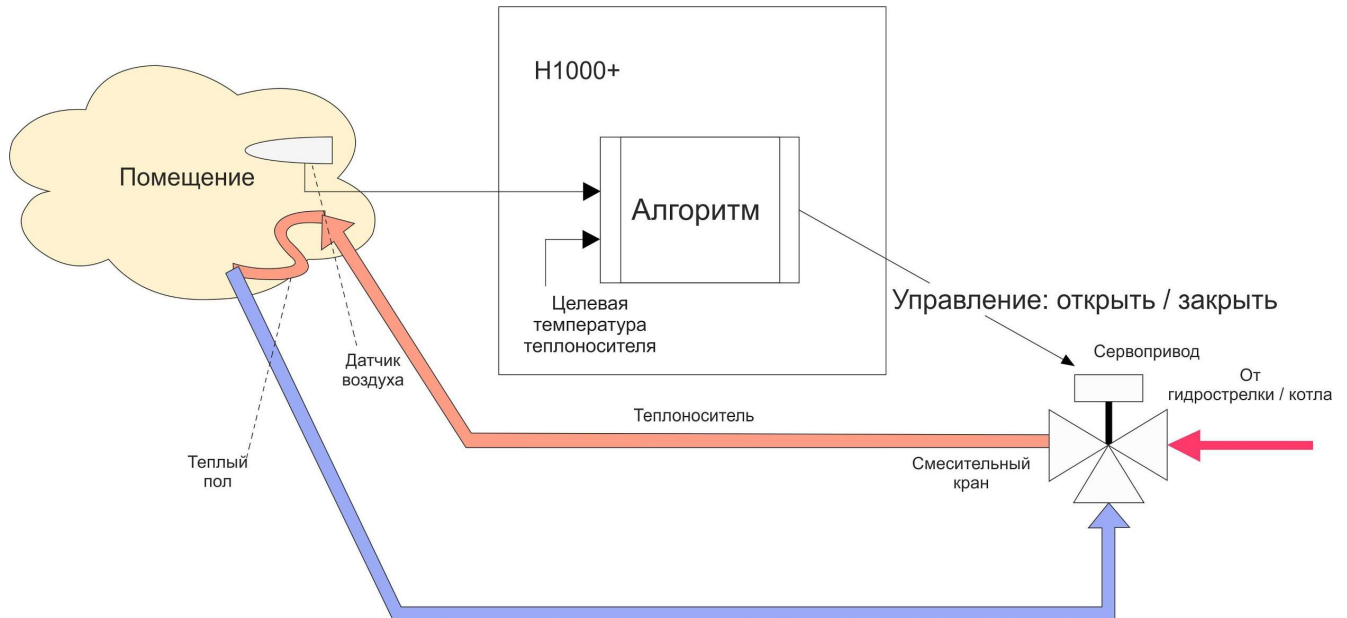 H1000+
Помещение
Алгоритм
Целевая
температура
теплоносителя
Управление: открыть / закрыть
Датчик
воздуха
Сервопривод
От
гидрострелки / котла
Теплоноситель
Теплый
пол
Смесительный
кран